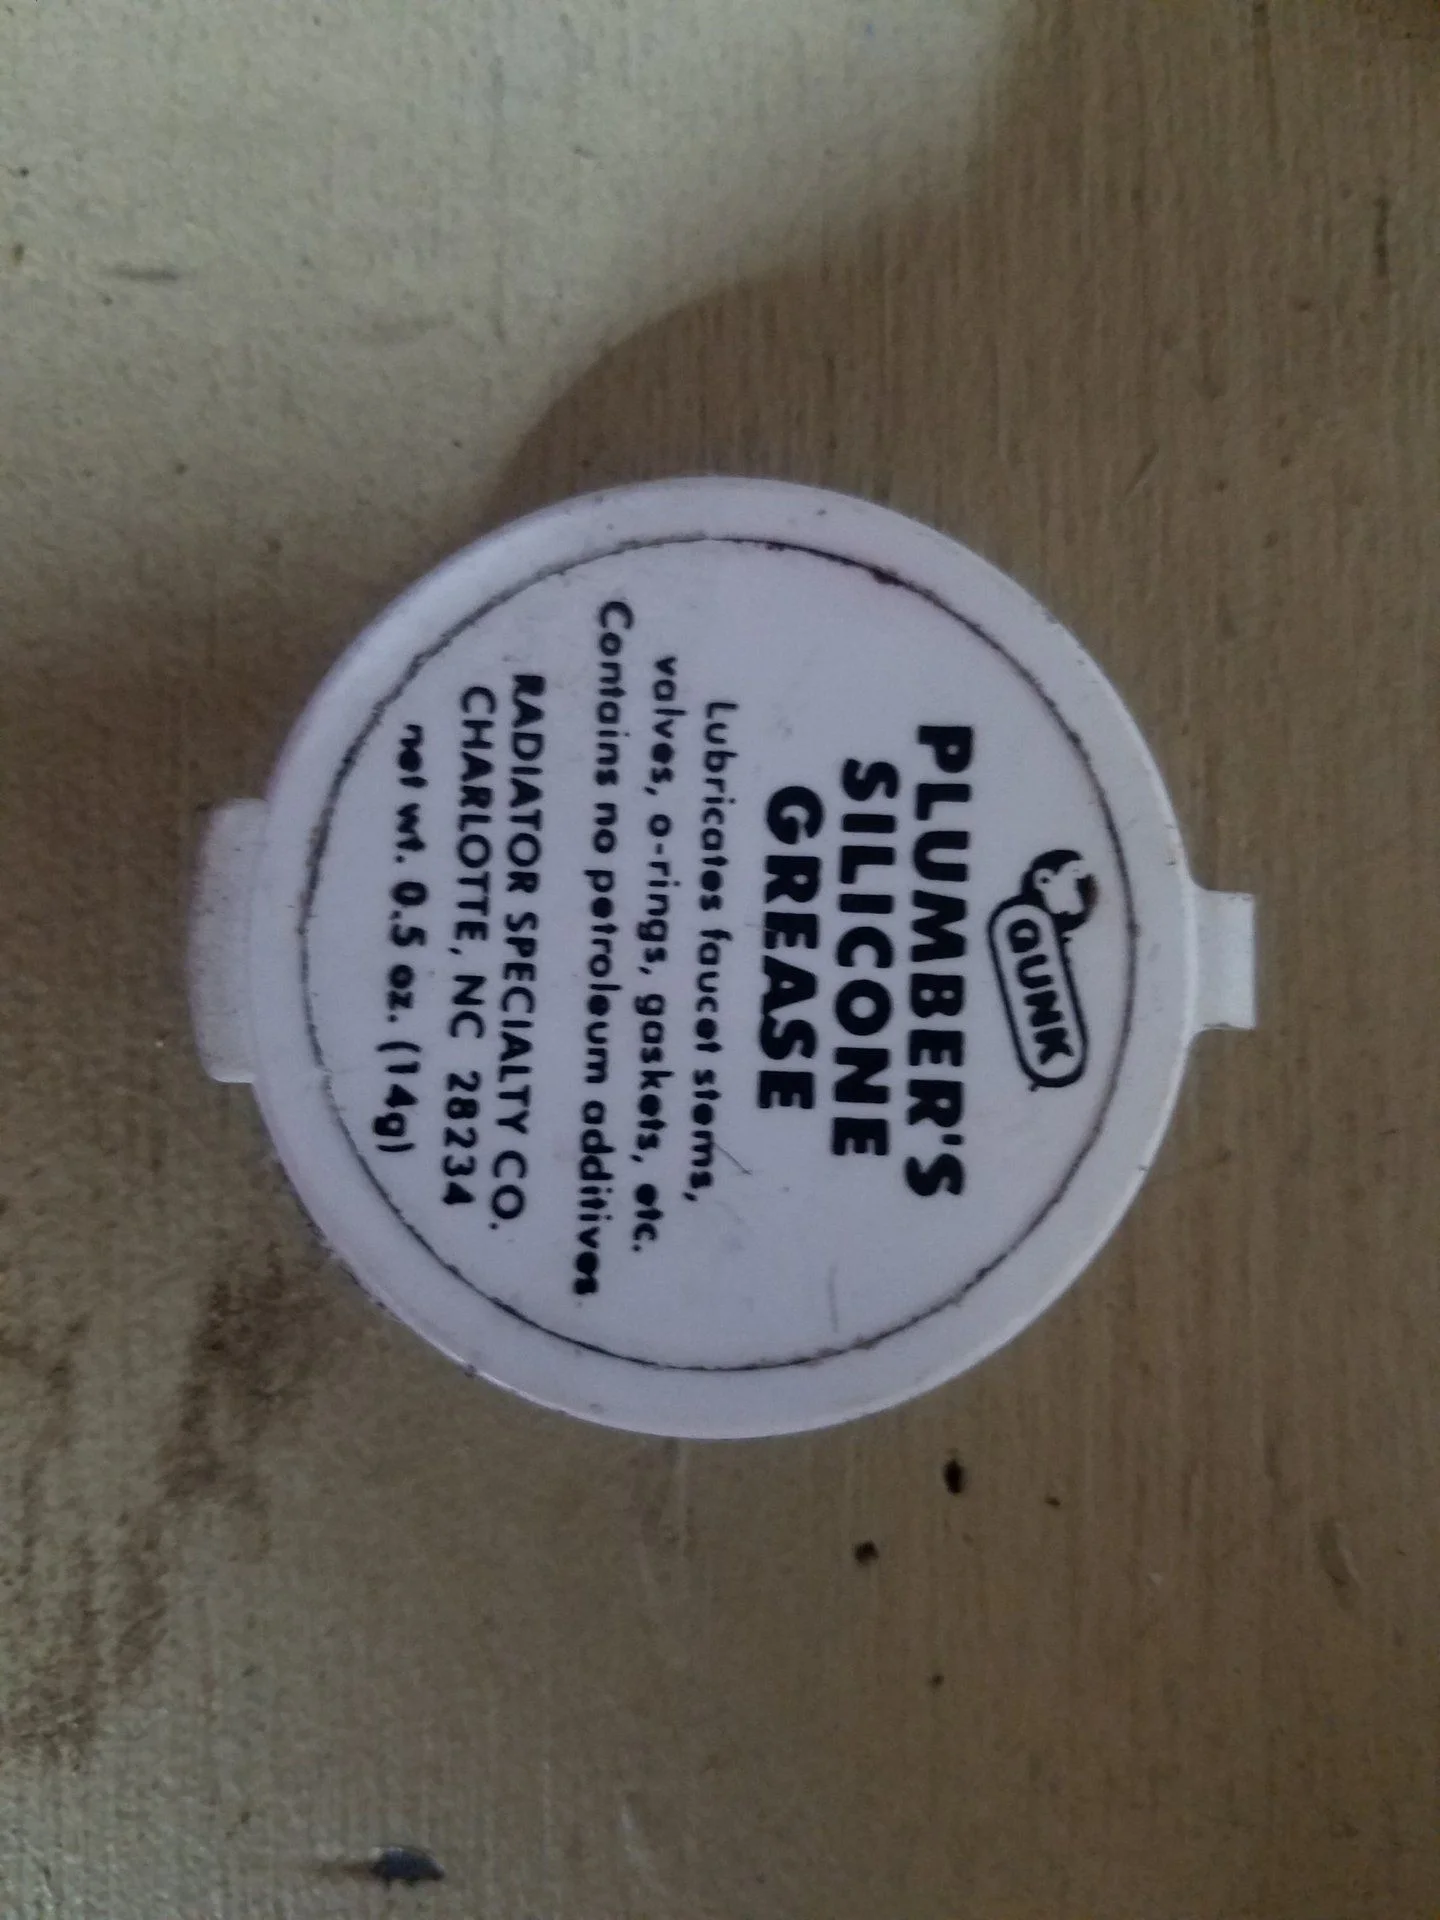 GUNK
PLUMBER'S
SILICONE
GREASE
Lubricates faucet stems,
valves, o-rings, gaskets, etc.
Contains no petroleum additives
RADIATOR SPECIALTY CO.
CHARLOTTE, NC 28234
net wt. 0.5 oz. (14g)